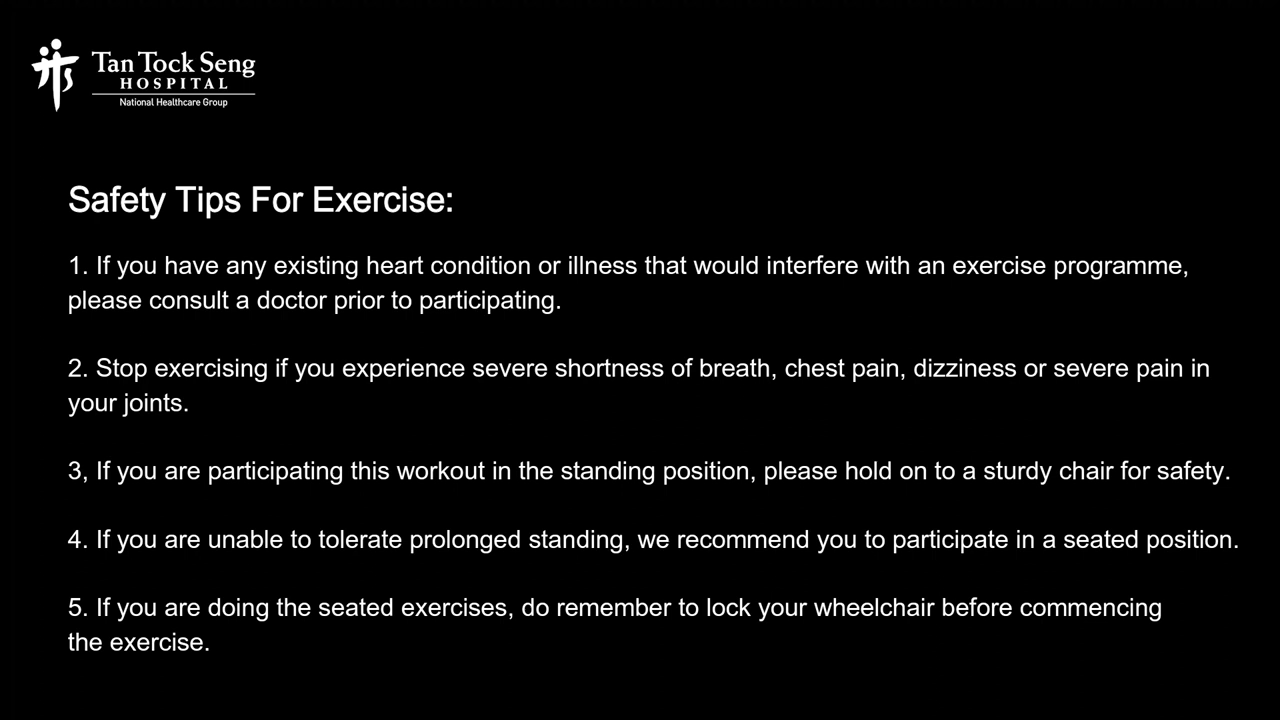 Tan Tock Seng
HOSPITAL
National Healthcare Group
Safety Tips For Exercise:
1. If you have any existing heart condition or illness that would interfere with an exercise programme,
please consult a doctor prior to participating.
2. Stop exercising if you experience severe shortness of breath, chest pain, dizziness or severe pain in
your joints.
3, If you are participating this workout in the standing position, please hold on to a sturdy chair for safety.
4. If you are unable to tolerate prolonged standing, we recommend you to participate in a seated position.
5. If you are doing the seated exercises, do remember to lock your wheelchair before commencing
the exercise.